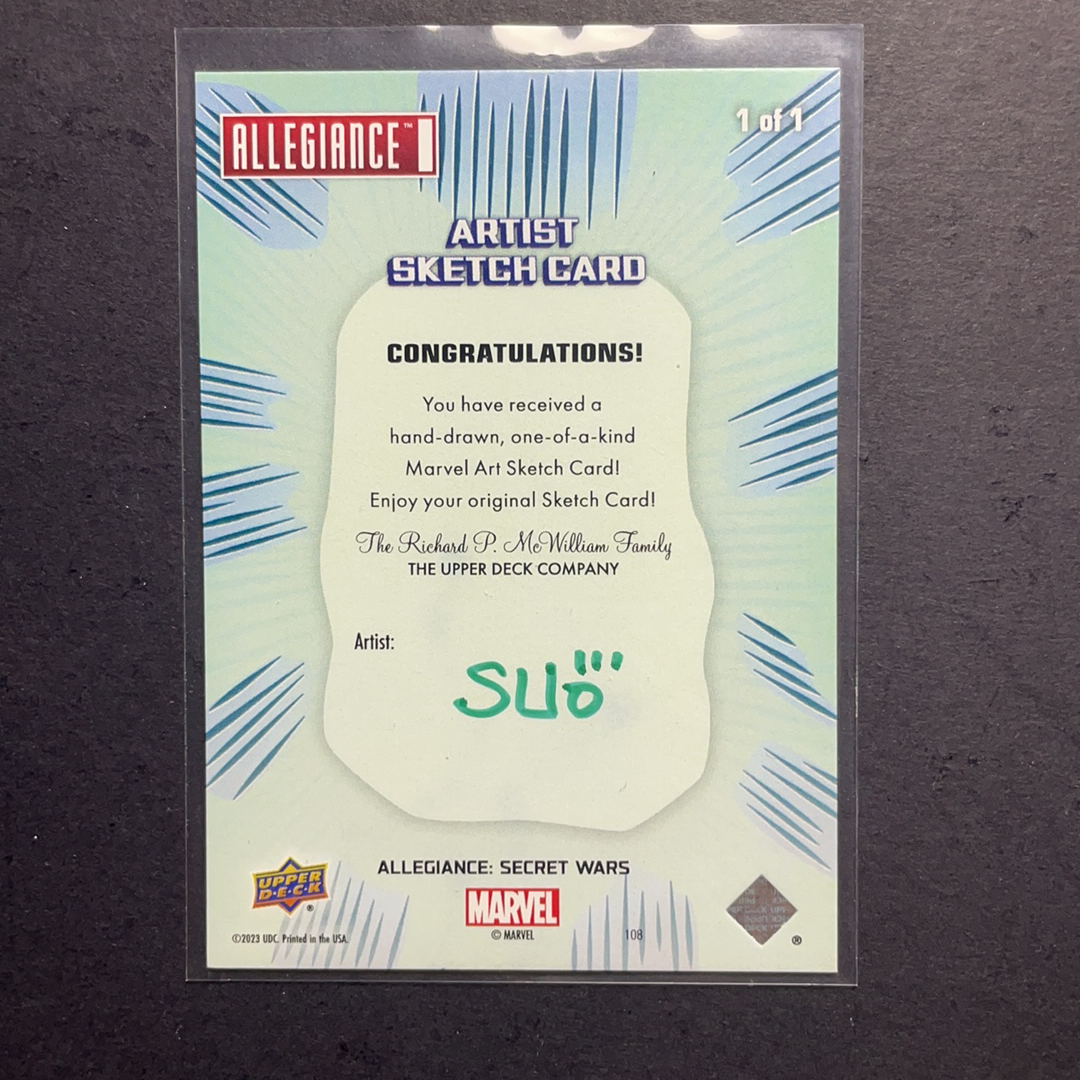 ALLEGIANCE™
1 of 1
ARTIST
SKETCH CARD
CONGRATULATIONS!
You have received a
hand-drawn, one-of-a-kind
Marvel Art Sketch Card!
Enjoy your original Sketch Card!
The Richard P. McWilliam Family
THE UPPER DECK COMPANY
Artist:
ALLEGIANCE: SECRET WARS
UPPER
D·E·C·K
®
MARVEL
© MARVEL
108
©2023 UDC. Printed in the USA.
®